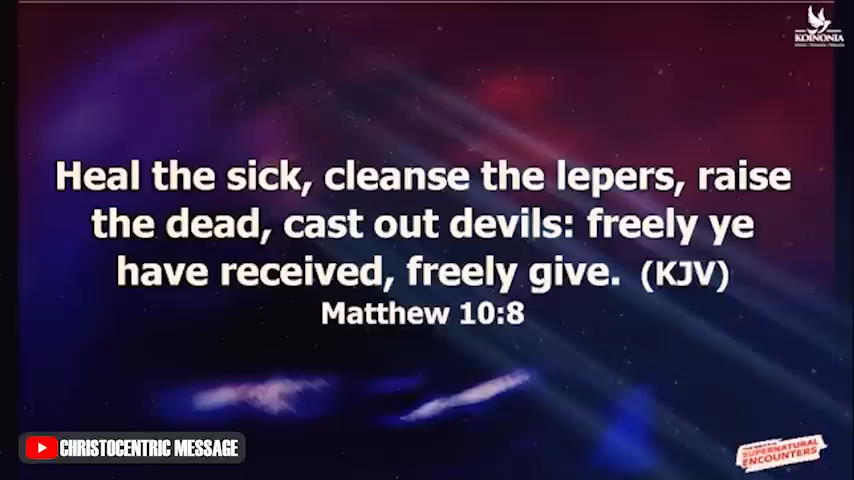 KOINONIA
Heal the sick, cleanse the lepers, raise
the dead, cast out devils: freely ye
have received, freely give. (KJV)
Matthew 10:8
CHRISTOCENTRIC MESSAGE
SUPERNATURAL
ENCOUNTERS